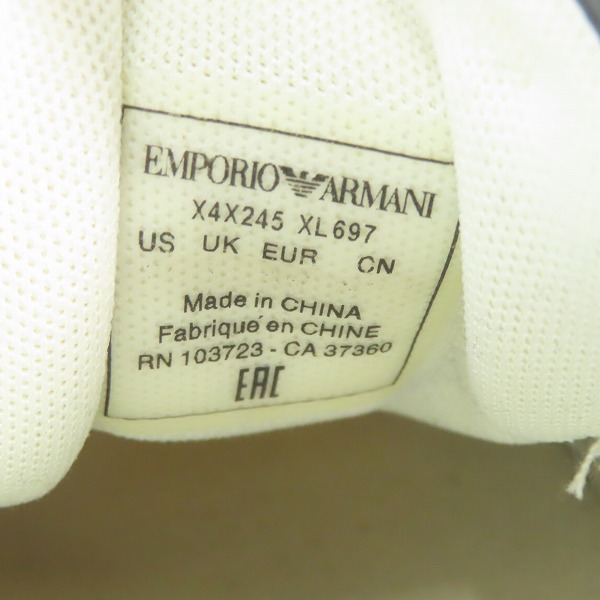 EMPORIO ARMANI
X4X245 XL697
US UK EUR CN
Made in CHINA
Fabriqué en CHINE
RN 103723 - CA 37360
EAC